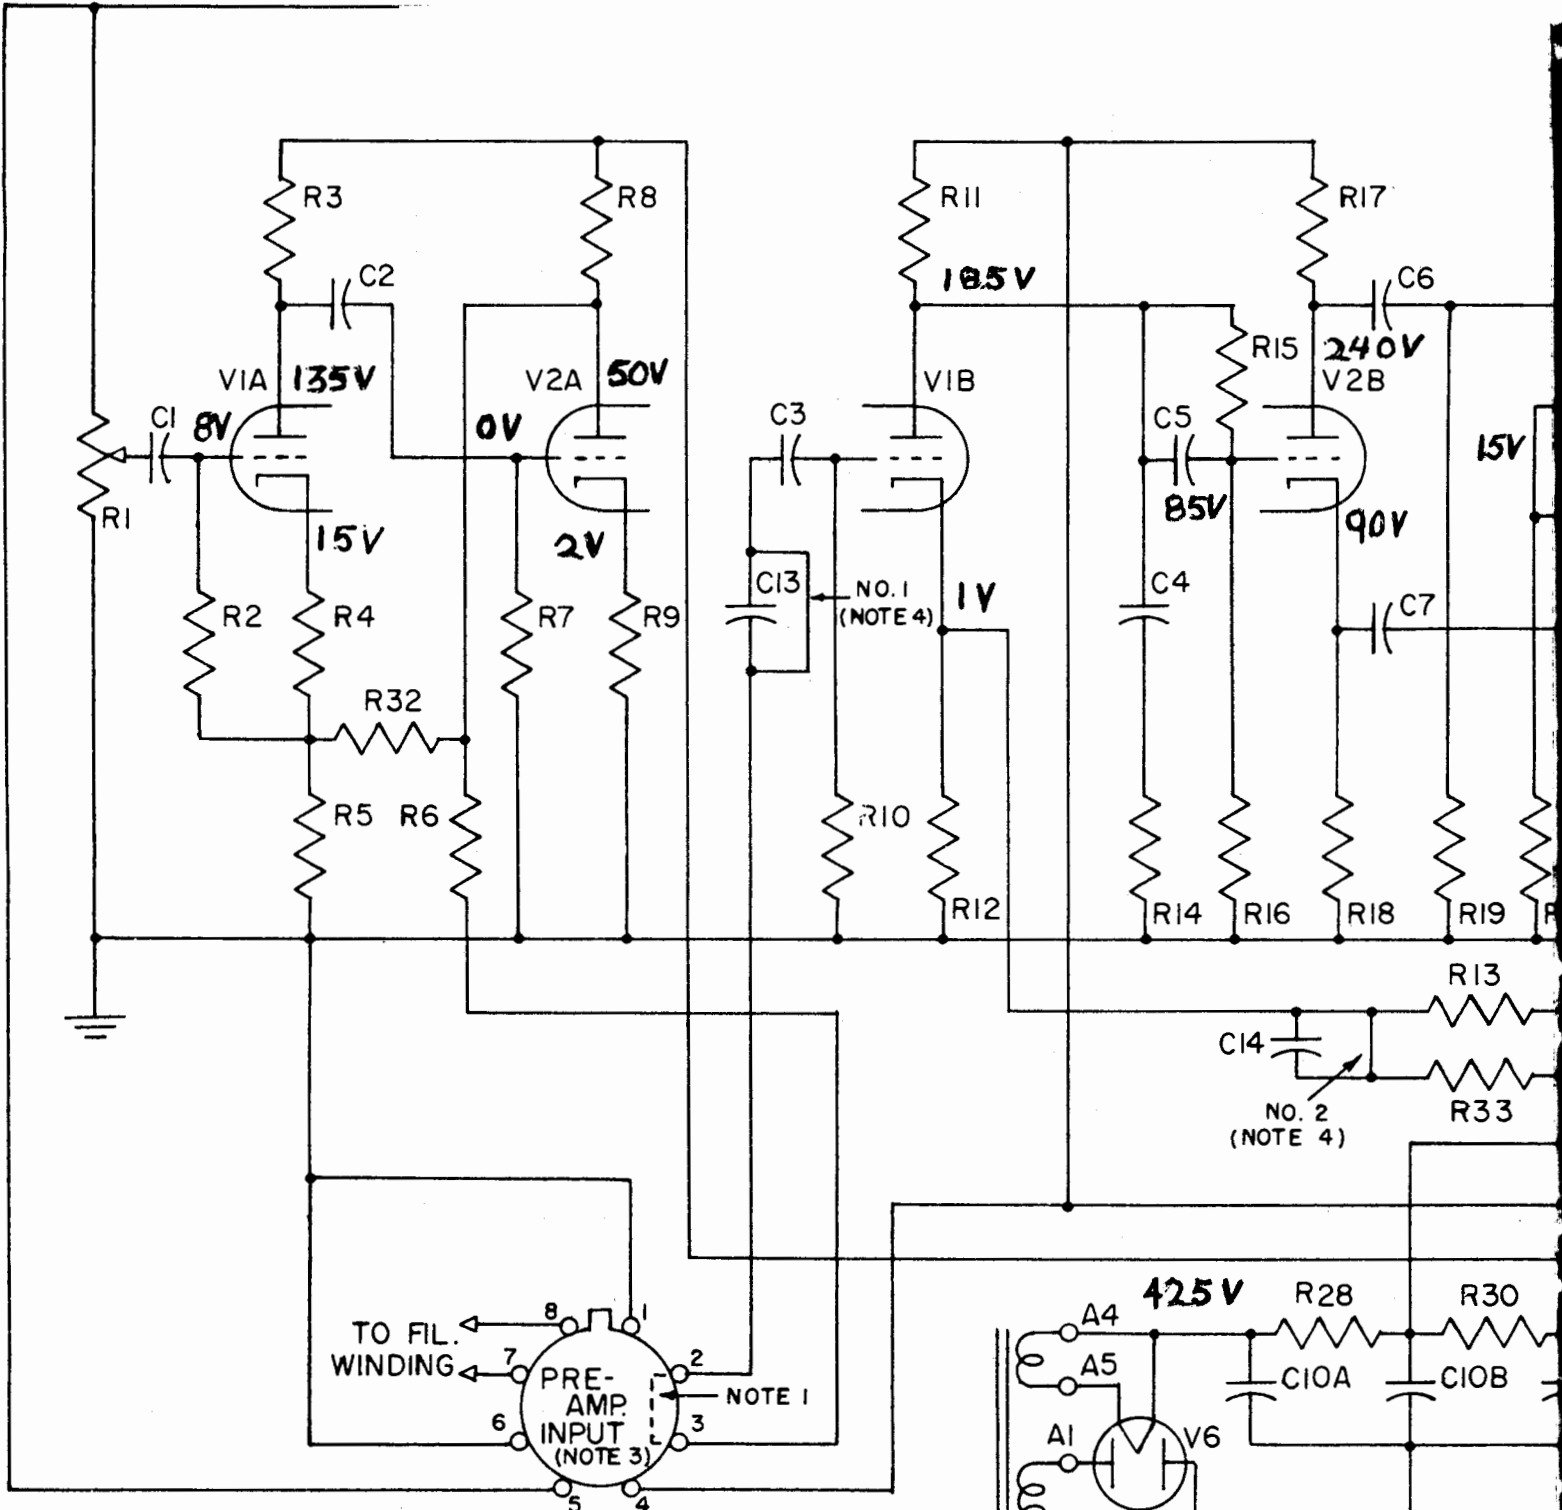 R3
R8
R11
R17
C2
185V
C6
R15
240V
V1A
135V
V2A
50V
V1B
V2B
C1
8V
0V
C3
C5
15V
R1
15V
2V
85V
90V
C13
NO. 1
(NOTE 4)
1V
C4
C7
R2
R4
R7
R9
R32
R5
R6
R10
R12
R14
R16
R18
R19
R13
C14
R33
NO. 2
(NOTE 4)
425V
R28
R30
A4
A5
C10A
C10B
A1
V6
8
1
TO FIL.
WINDING
7
2
PRE-
AMP.
INPUT
(NOTE 3)
NOTE 1
6
3
5
4